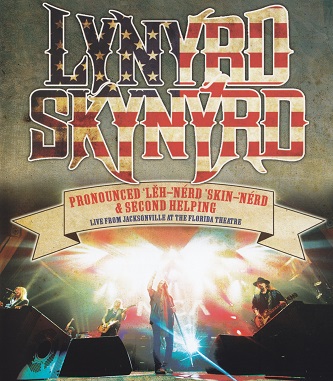 LYNYRD
SKYNYRD
PRONOUNCED 'LĔH-'NÉRD 'SKIN-'NÉRD
& SECOND HELPING
LIVE FROM JACKSONVILLE AT THE FLORIDA THEATRE